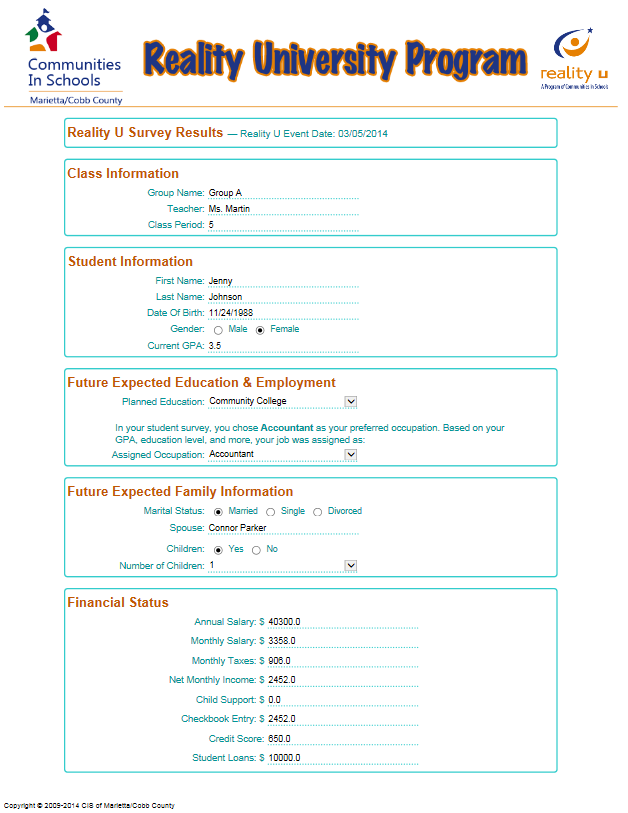 Communities
In Schools
Marietta/Cobb County
Reality University Program
reality u
A Program of Communities in Schools
Reality U Survey Results — Reality U Event Date: 03/05/2014
Class Information
Group Name: Group A
Teacher: Ms. Martin
Class Period: 5
Student Information
First Name: Jenny
Last Name: Johnson
Date Of Birth: 11/24/1988
Gender: Male Female
Current GPA: 3.5
Future Expected Education & Employment
Planned Education: Community College
In your student survey, you chose Accountant as your preferred occupation. Based on your
GPA, education level, and more, your job was assigned as:
Assigned Occupation: Accountant
Future Expected Family Information
Marital Status: Married Single Divorced
Spouse: Connor Parker
Children: Yes No
Number of Children: 1
Financial Status
Annual Salary: $ 40300.0
Monthly Salary: $ 3358.0
Monthly Taxes: $ 906.0
Net Monthly Income: $ 2452.0
Child Support: $ 0.0
Checkbook Entry: $ 2452.0
Credit Score: 650.0
Student Loans: $ 10000.0
Copyright © 2009-2014 CIS of Marietta/Cobb County